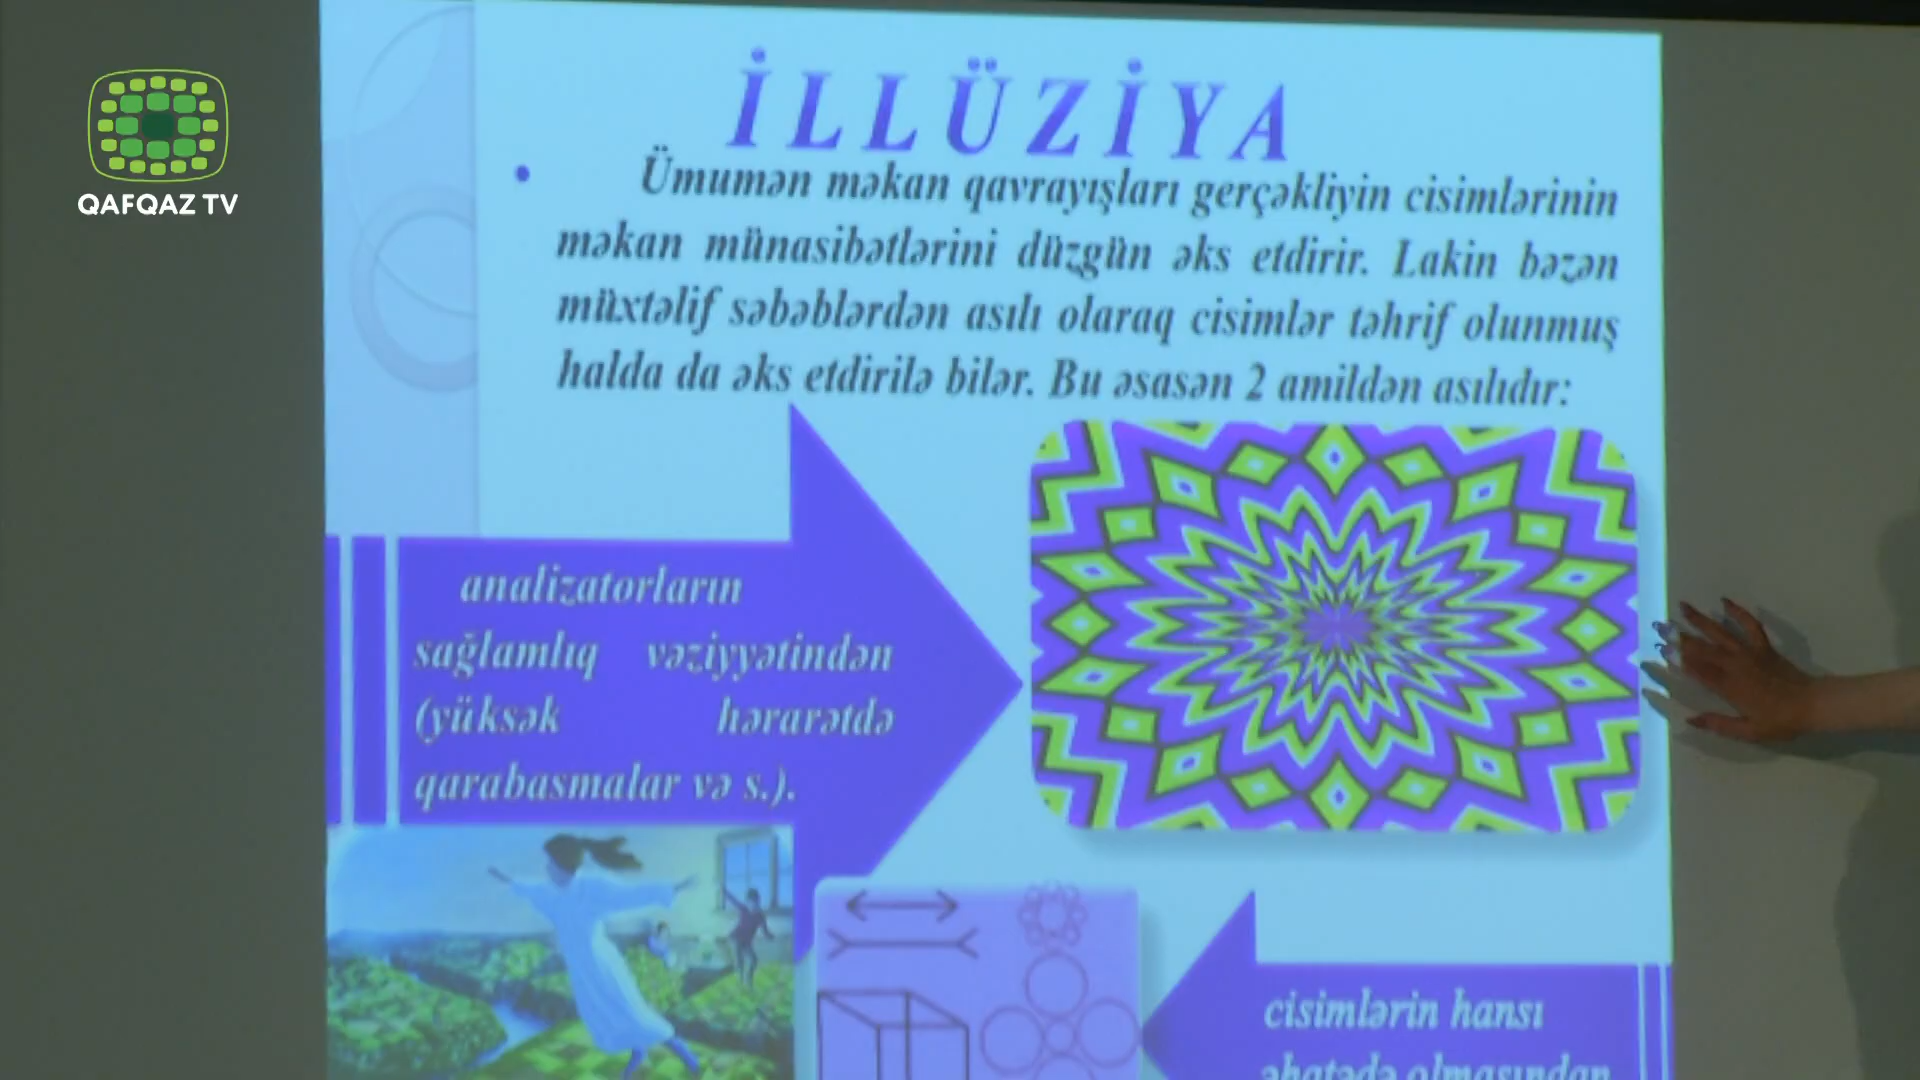 QAFQAZ TV
İLLÜZİYA
Ümumən məkan qavrayışları gerçəkliyin cisimlərinin
məkan münasibətlərini düzgün əks etdirir. Lakin bəzən
müxtəlif səbəblərdən asılı olaraq cisimlər təhrif olunmuş
halda da əks etdirilə bilər. Bu əsasən 2 amildən asılıdır:
analizatorların
sağlamlıq vəziyyətindən
(yüksək hərarətdə
qarabasmalar və s.).
cisimlərin hansı
əhatədə olmasından